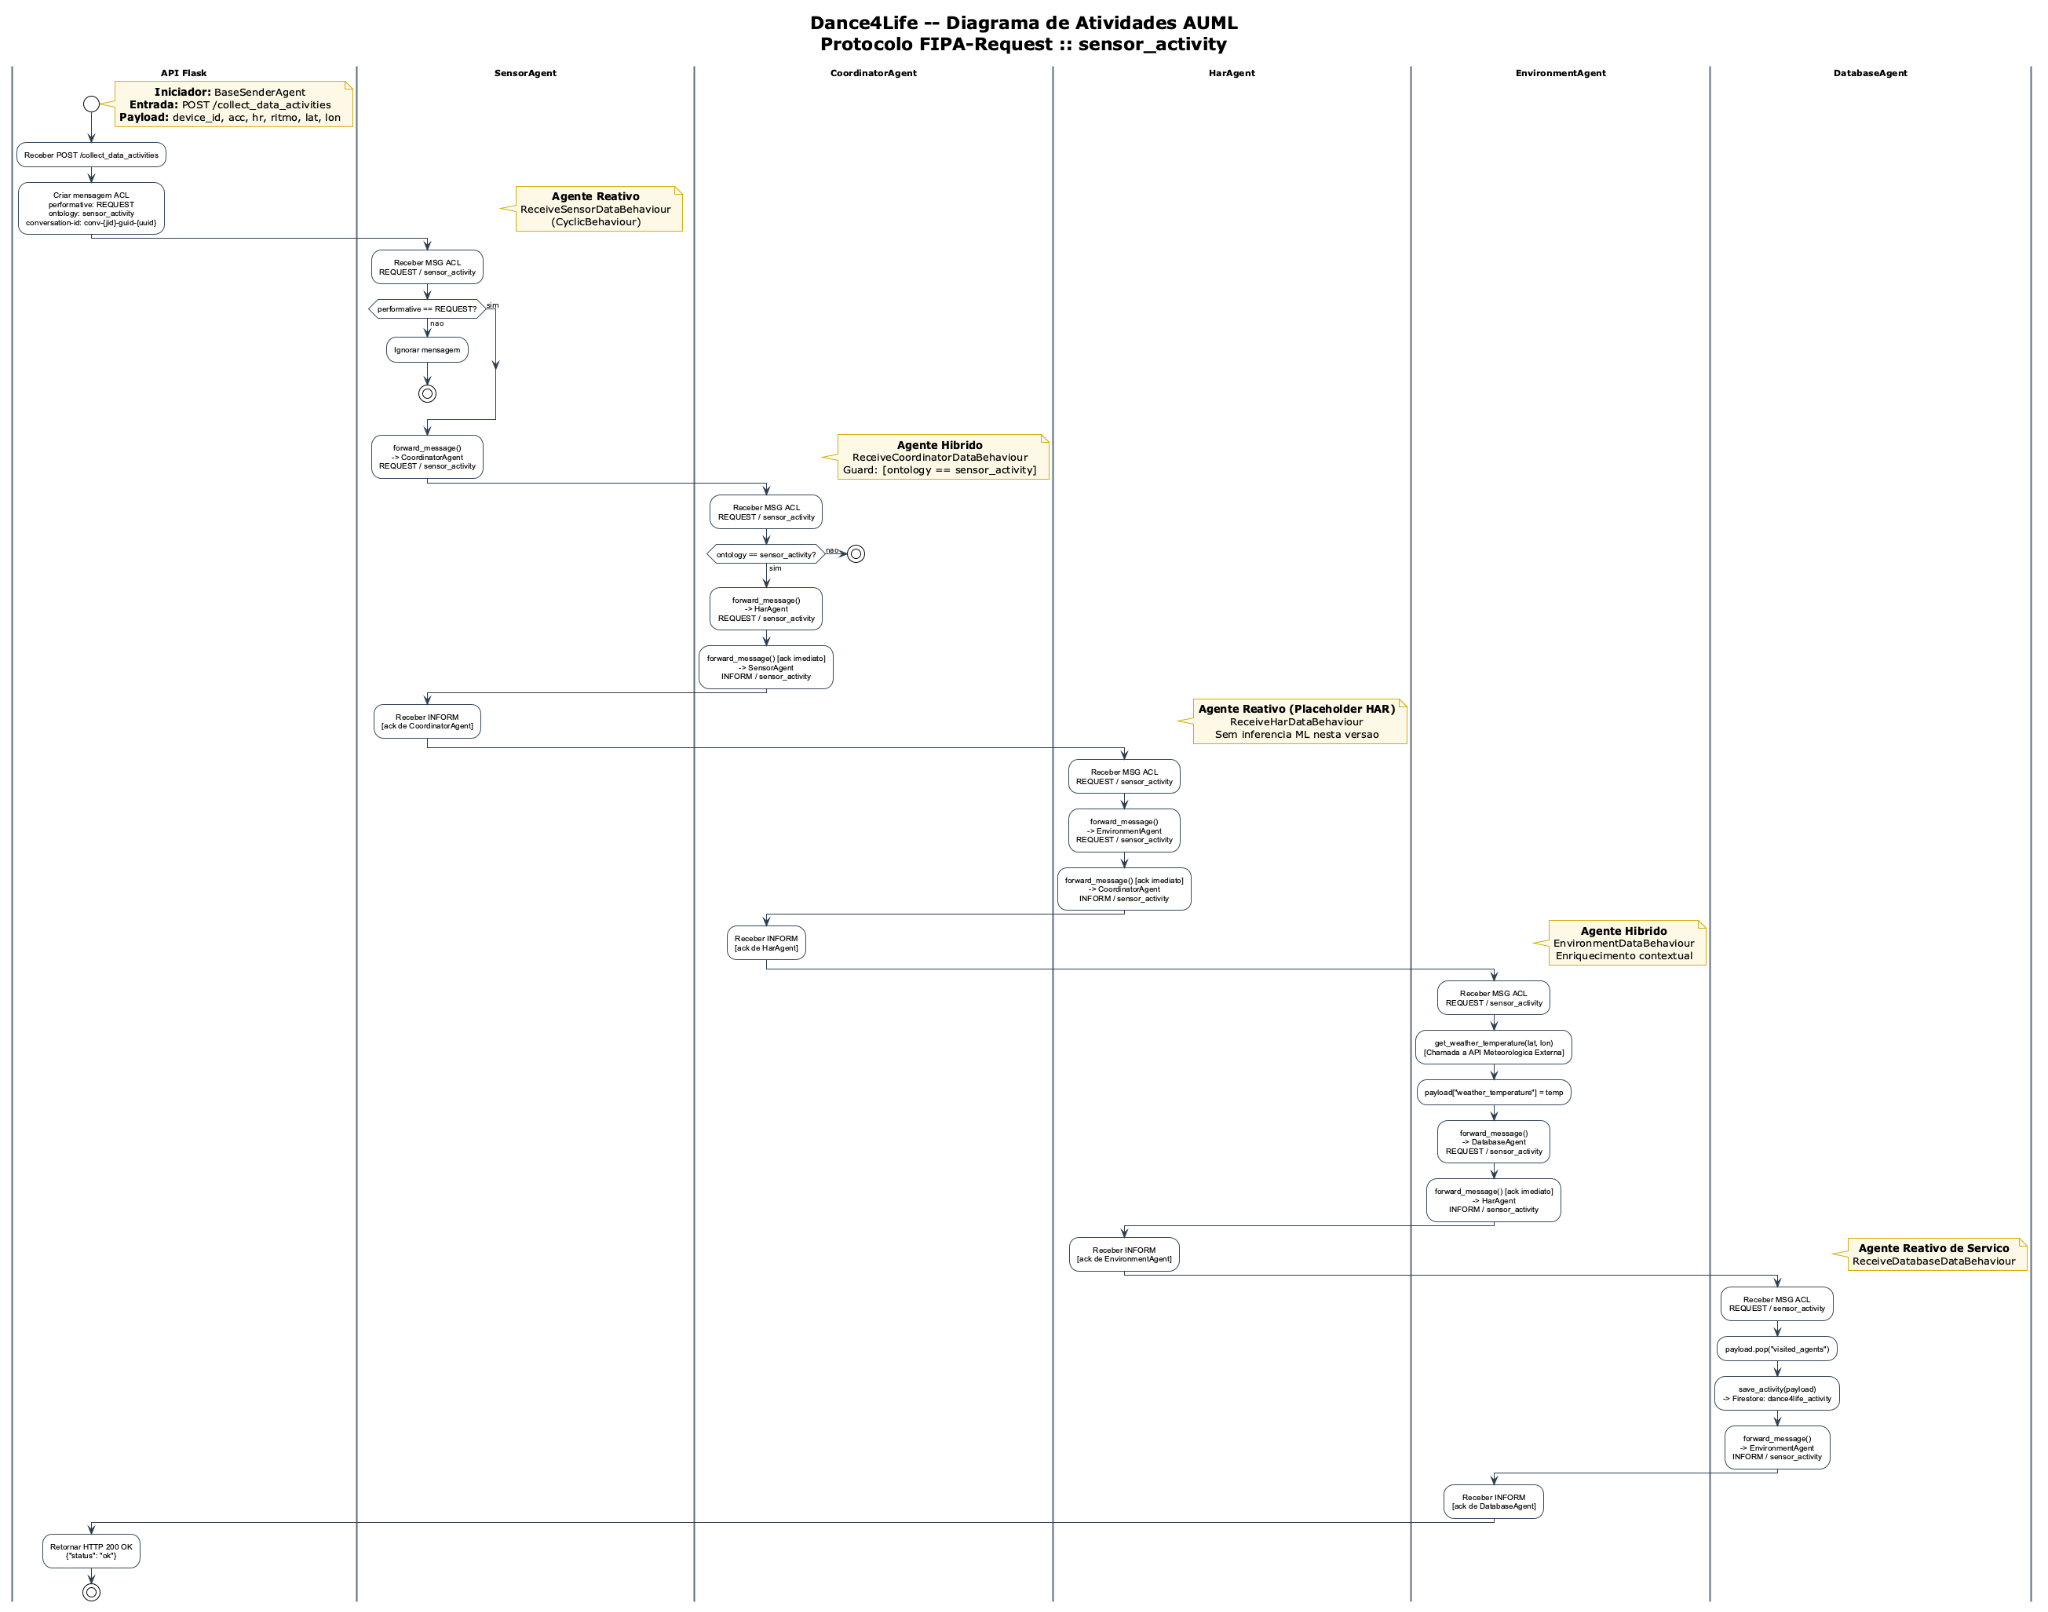 Dance4Life -- Diagrama de Atividades AUML
Protocolo FIPA-Request :: sensor_activity
API Flask
SensorAgent
CoordinatorAgent
HarAgent
EnvironmentAgent
DatabaseAgent
Iniciador: BaseSenderAgent
Entrada: POST /collect_data_activities
Payload: device_id, acc, hr, ritmo, lat, lon
Receber POST /collect_data_activities
Criar mensagem ACL
performative: REQUEST
ontology: sensor_activity
conversation-id: conv-{jid}-guid-{uuid}
Agente Reativo
ReceiveSensorDataBehaviour
(CyclicBehaviour)
Receber MSG ACL
REQUEST / sensor_activity
performative == REQUEST?
sim
nao
Ignorar mensagem
forward_message()
-> CoordinatorAgent
REQUEST / sensor_activity
Agente Hibrido
ReceiveCoordinatorDataBehaviour
Guard: [ontology == sensor_activity]
Receber MSG ACL
REQUEST / sensor_activity
ontology == sensor_activity?
nao
sim
forward_message()
-> HarAgent
REQUEST / sensor_activity
forward_message() [ack imediato]
-> SensorAgent
INFORM / sensor_activity
Receber INFORM
[ack de CoordinatorAgent]
Agente Reativo (Placeholder HAR)
ReceiveHarDataBehaviour
Sem inferencia ML nesta versao
Receber MSG ACL
REQUEST / sensor_activity
forward_message()
-> EnvironmentAgent
REQUEST / sensor_activity
forward_message() [ack imediato]
-> CoordinatorAgent
INFORM / sensor_activity
Receber INFORM
[ack de HarAgent]
Agente Hibrido
EnvironmentDataBehaviour
Enriquecimento contextual
Receber MSG ACL
REQUEST / sensor_activity
get_weather_temperature(lat, lon)
[Chamada a API Meteorologica Externa]
payload["weather_temperature"] = temp
forward_message()
-> DatabaseAgent
REQUEST / sensor_activity
forward_message() [ack imediato]
-> HarAgent
INFORM / sensor_activity
Receber INFORM
[ack de EnvironmentAgent]
Agente Reativo de Servico
ReceiveDatabaseDataBehaviour
Receber MSG ACL
REQUEST / sensor_activity
payload.pop("visited_agents")
save_activity(payload)
-> Firestore: dance4life_activity
forward_message()
-> EnvironmentAgent
INFORM / sensor_activity
Receber INFORM
[ack de DatabaseAgent]
Retornar HTTP 200 OK
{"status": "ok"}